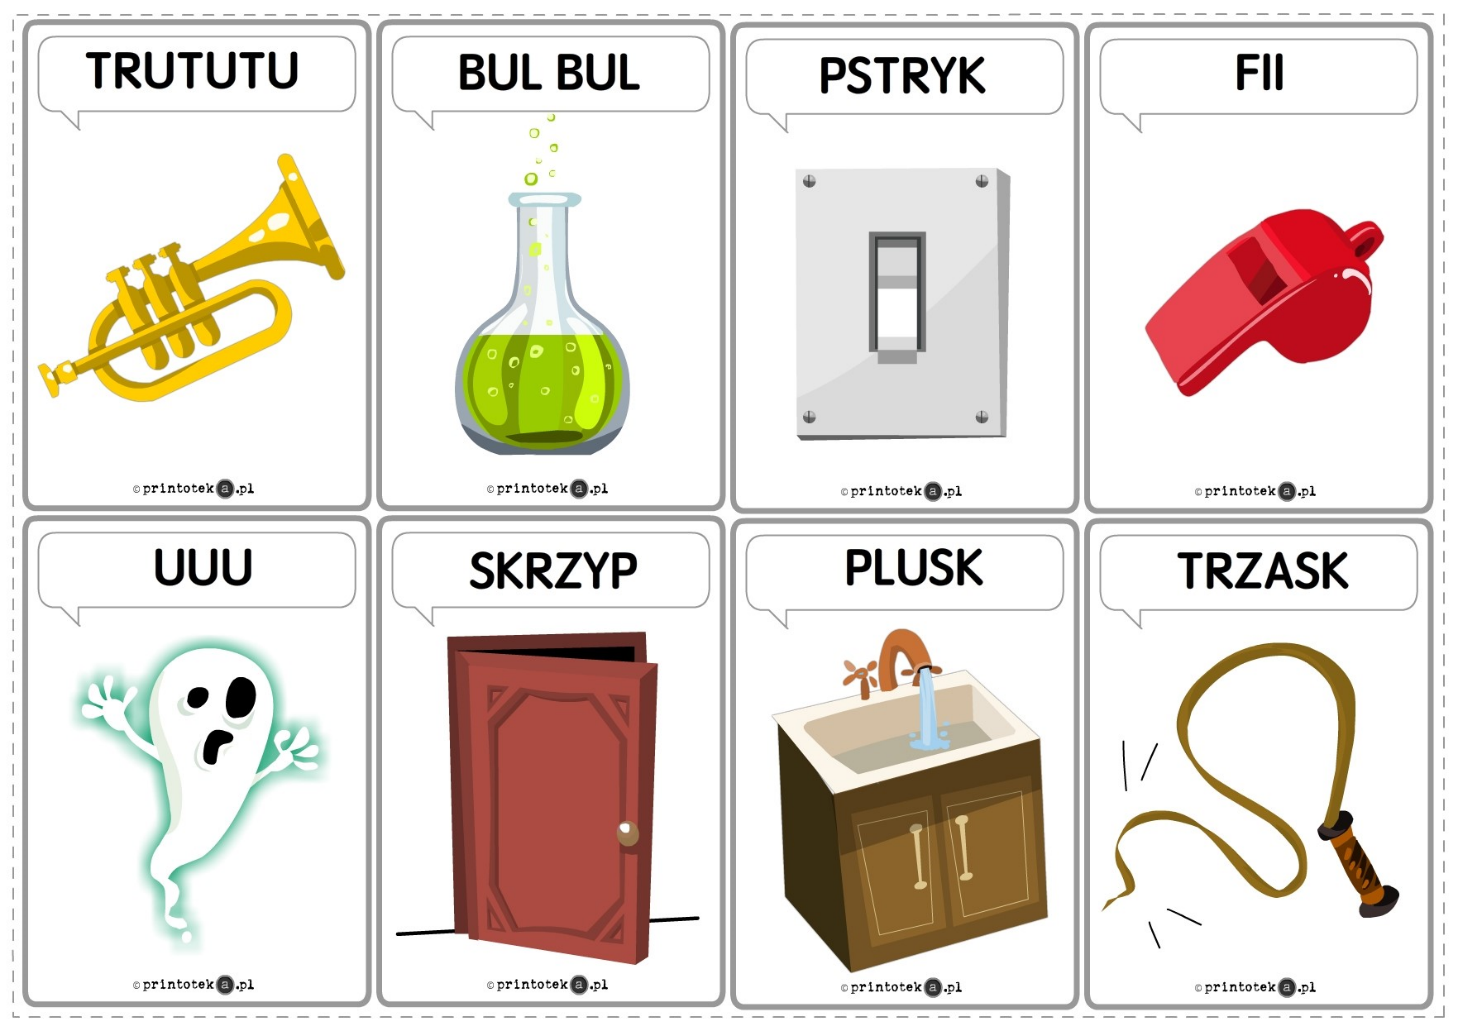 TRUTUTU
BUL BUL
PSTRYK
FII
© printoteka.pl
© printoteka.pl
© printoteka.pl
© printoteka.pl
UUU
SKRZYP
PLUSK
TRZASK
© printoteka.pl
© printoteka.pl
© printoteka.pl
© printoteka.pl